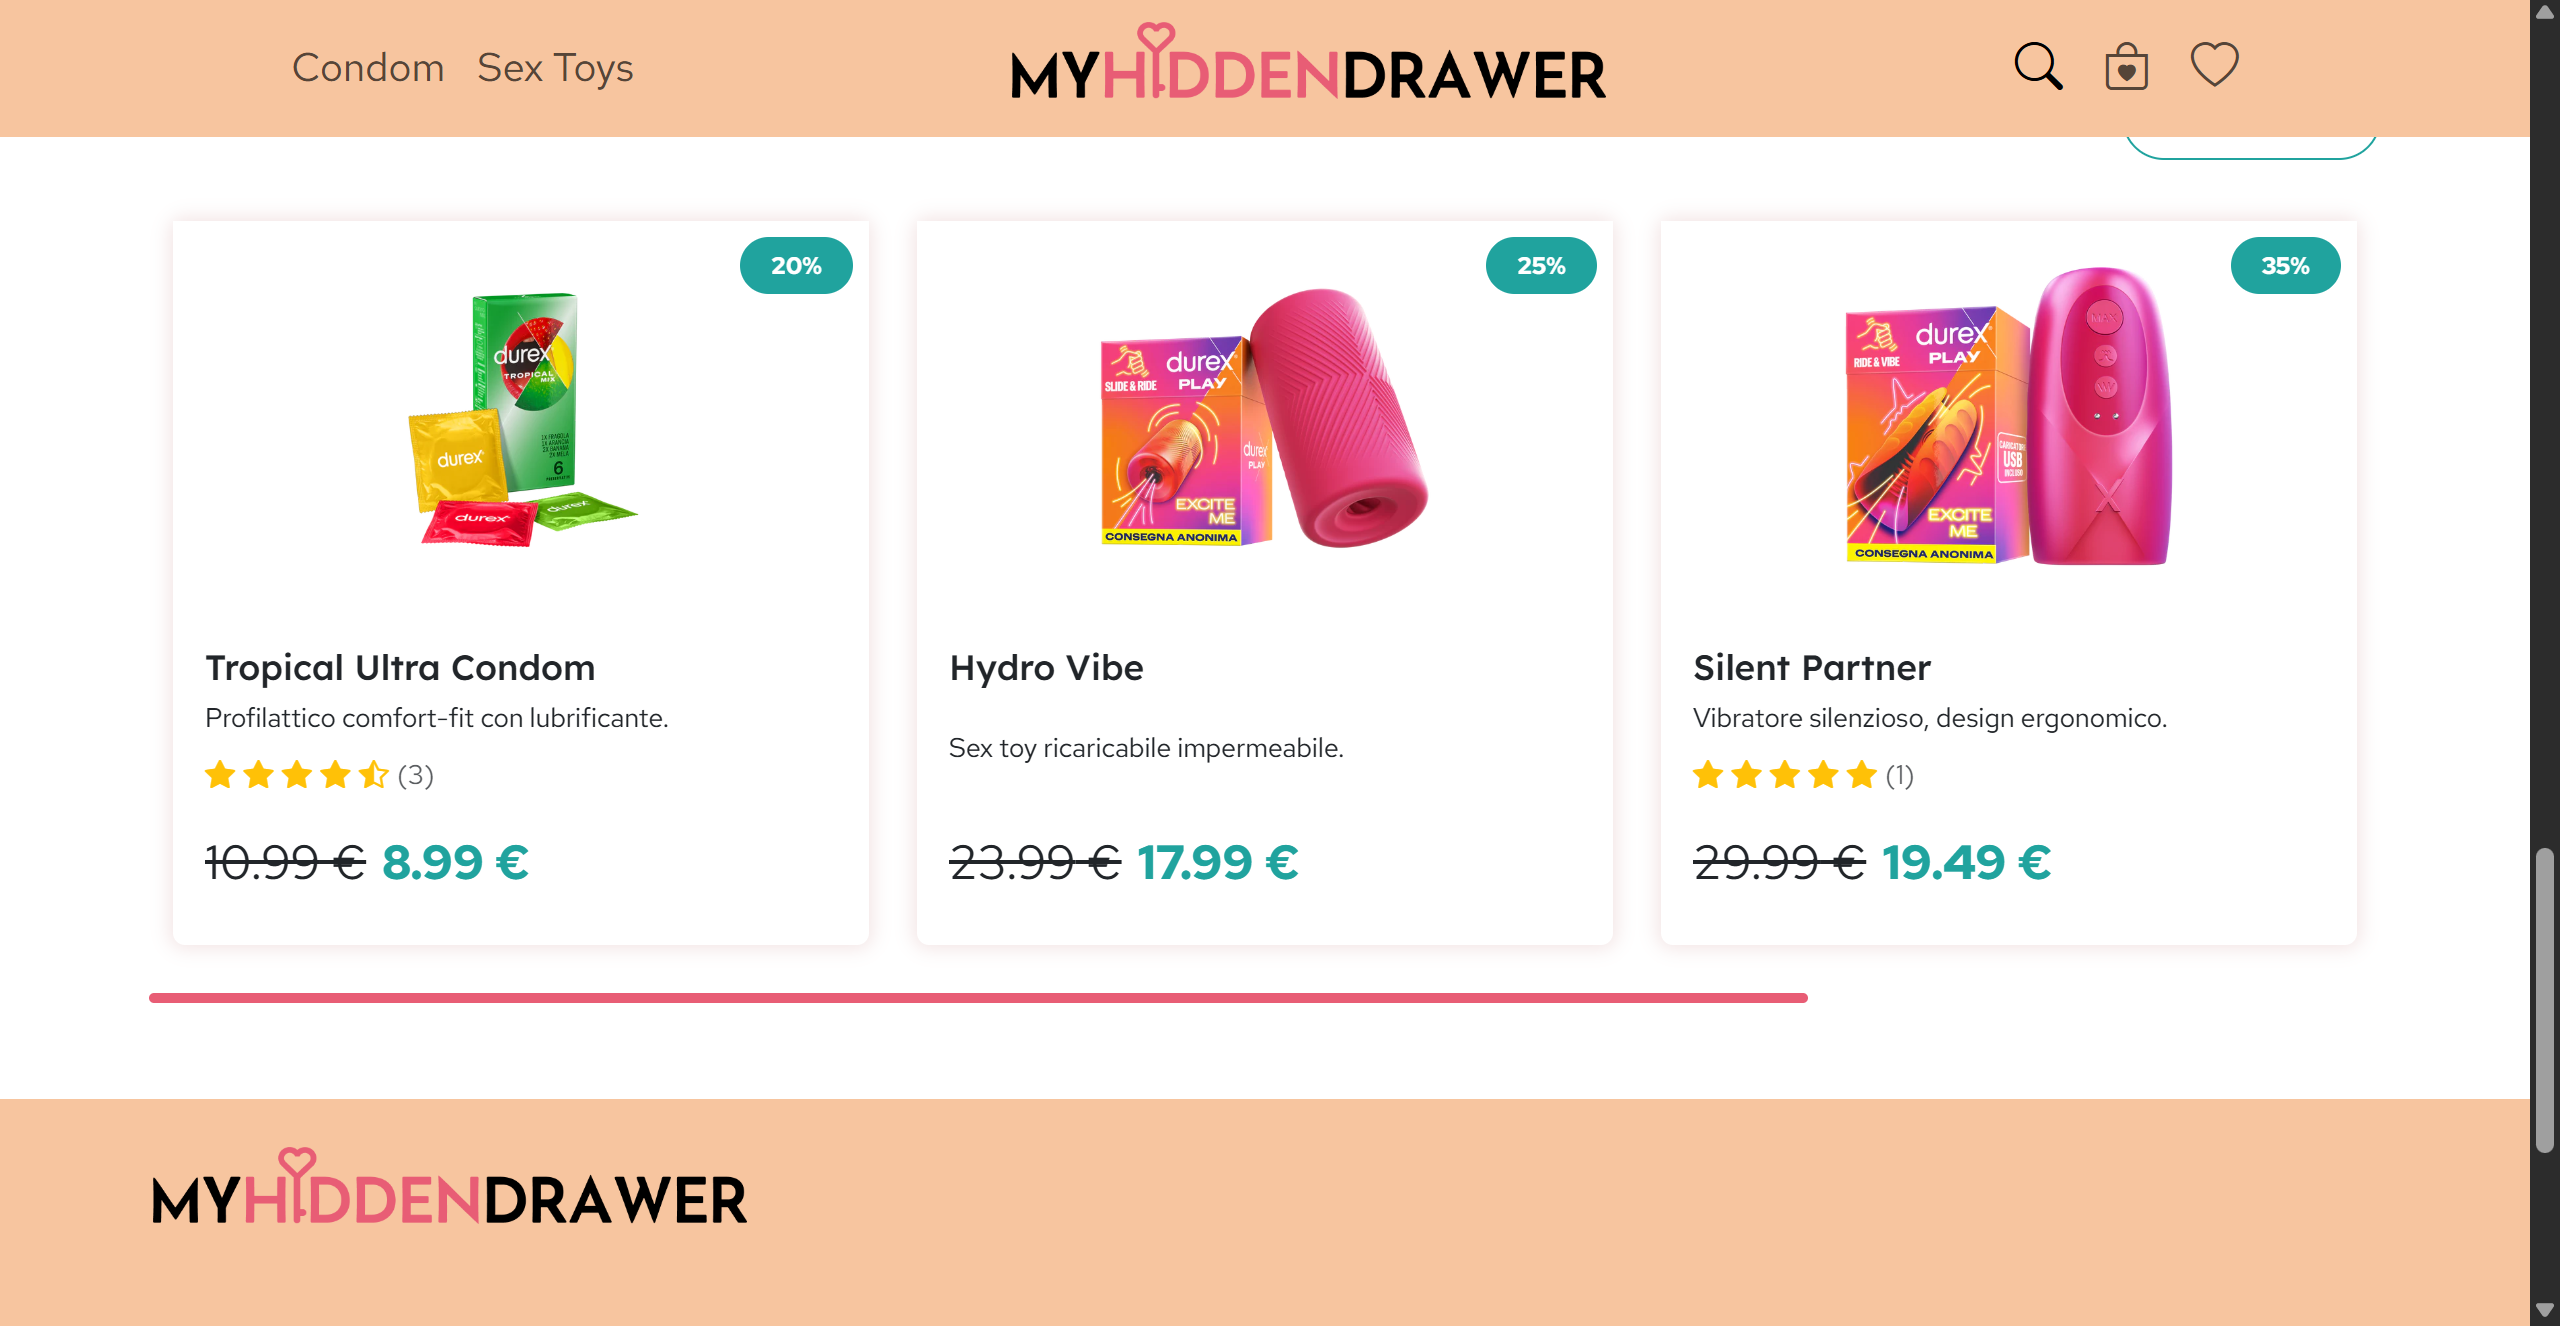 Condom Sex Toys
MYHIDDENDRAWER
20%
durex
TROPICAL
MIX
6
durex
durex
durex
Tropical Ultra Condom
Profilattico comfort-fit con lubrificante.
(3)
10.99 € 8.99 €
25%
SLIDE & RIDE
durex
PLAY
durex
PLAY
EXCITE
ME
CONSEGNA ANONIMA
Hydro Vibe
Sex toy ricaricabile impermeabile.
23.99 € 17.99 €
35%
RIDE & VIBE
durex
PLAY
USB
EXCITE
ME
CONSEGNA ANONIMA
MAX
Silent Partner
Vibratore silenzioso, design ergonomico.
(1)
29.99 € 19.49 €
MYHIDDENDRAWER